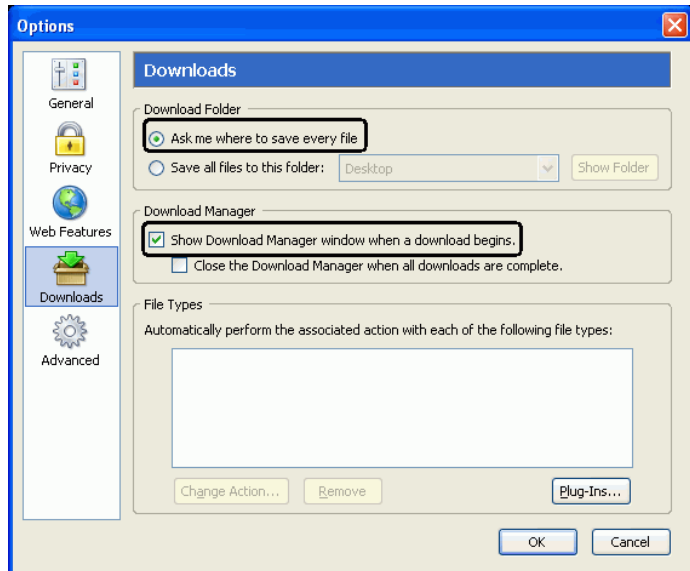 Options
General
Privacy
Web Features
Downloads
Advanced
Downloads
Download Folder
Ask me where to save every file
Save all files to this folder: Desktop Show Folder
Download Manager
Show Download Manager window when a download begins.
Close the Download Manager when all downloads are complete.
File Types
Automatically perform the associated action with each of the following file types:
Change Action... Remove Plug-Ins...
OK Cancel